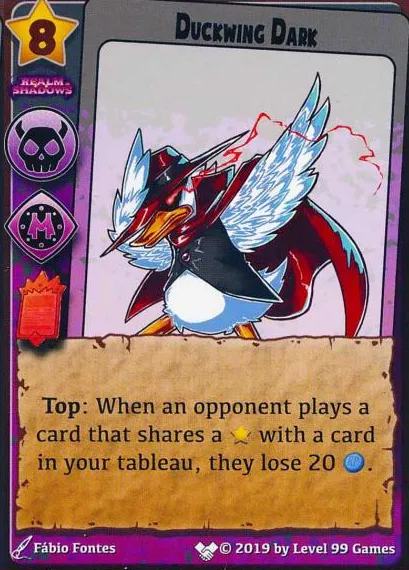 8
DUCKWING DARK
REALM OF SHADOWS
M
Top: When an opponent plays a
card that shares a ⭐ with a card
in your tableau, they lose 20 .
Fábio Fontes
© 2019 by Level 99 Games